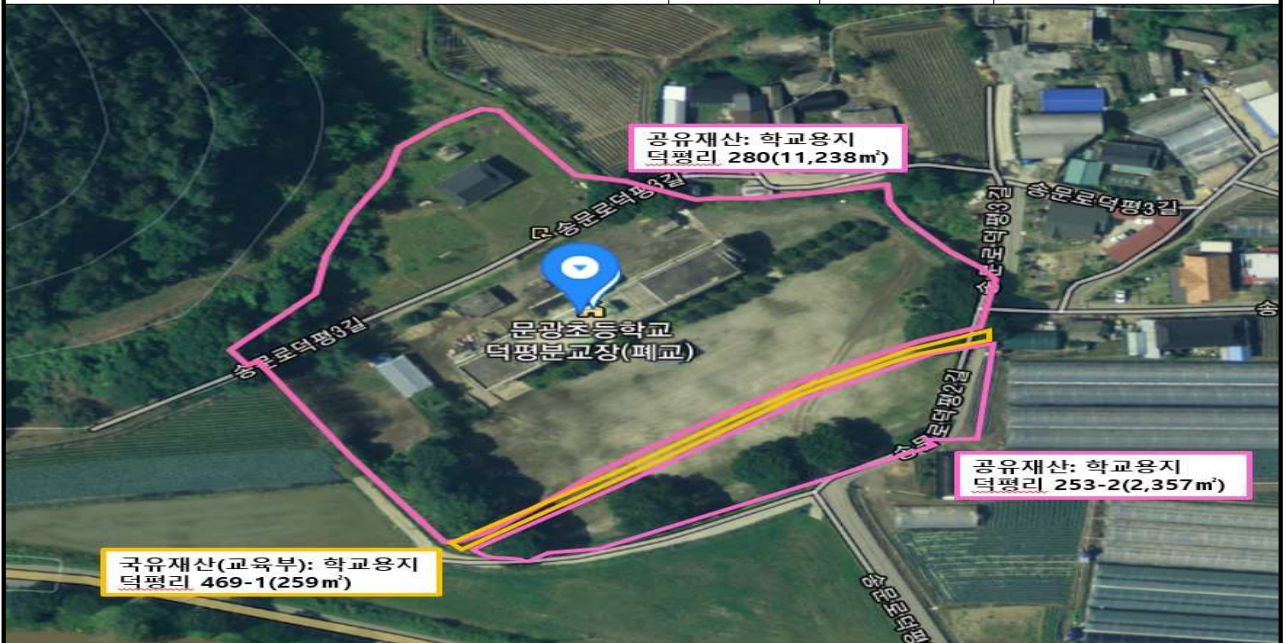 공유재산: 학교용지
덕평리 280(11,238㎡)
송문로덕평3길
송문로덕평3길
송문로덕평3길
문광초등학교
덕평분교장(폐교)
송문로덕평3길
송문로덕평2길
공유재산: 학교용지
덕평리 253-2(2,357㎡)
송
국유재산(교육부): 학교용지
덕평리 469-1(259㎡)